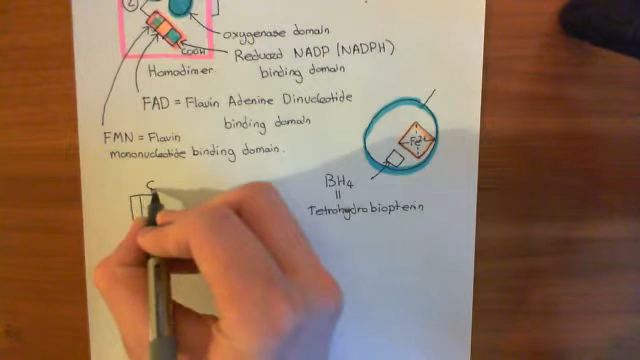 2
oxygenase domain
COOH
Reduced NADP (NADPH)
binding domain
Homodimer.
FAD = Flavin Adenine Dinucleotide
binding domain
FMN = Flavin
mononucleotide binding domain.
Fe
BH4
=
Tetrahydrobiopterin